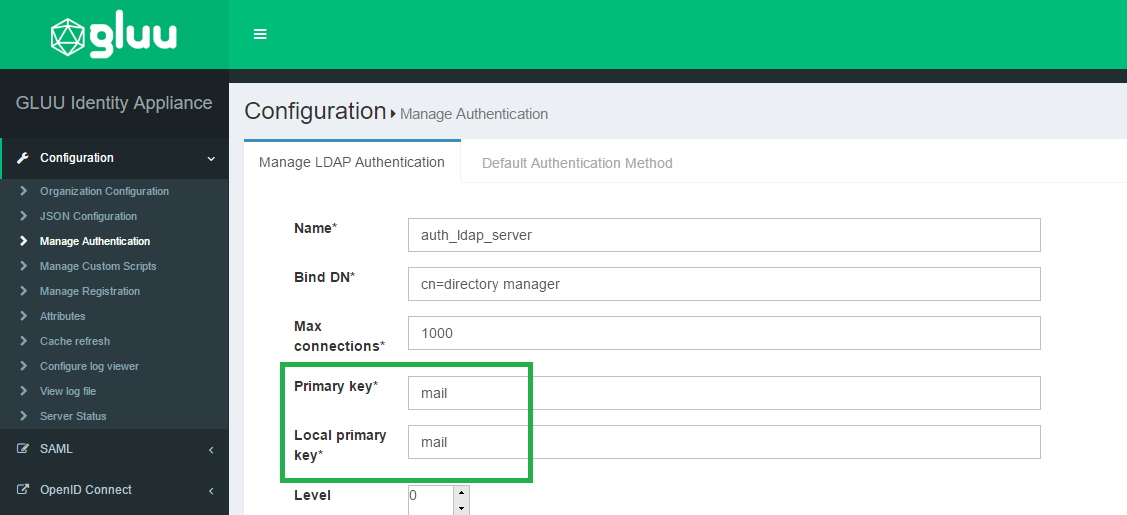 gluu
GLUU Identity Appliance
Configuration
Organization Configuration
JSON Configuration
Manage Authentication
Manage Custom Scripts
Manage Registration
Attributes
Cache refresh
Configure log viewer
View log file
Server Status
SAML
OpenID Connect
Configuration Manage Authentication
Manage LDAP Authentication Default Authentication Method
Name* auth_ldap_server
Bind DN* cn=directory manager
Max
connections* 1000
Primary key* mail
Local primary
key* mail
Level 0